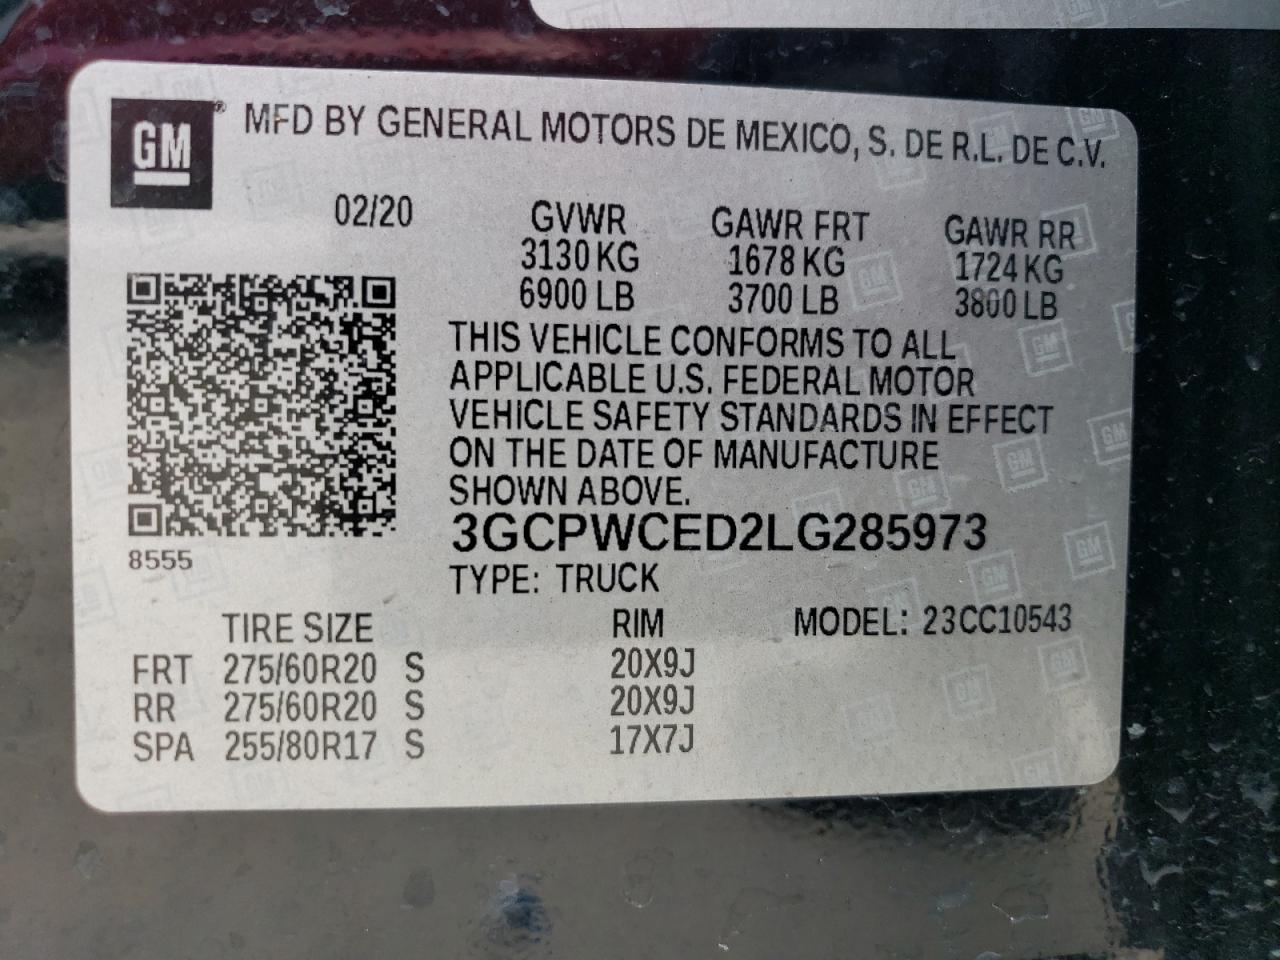 GM® MFD BY GENERAL MOTORS DE MEXICO, S. DE R.L. DE C.V.
02/20 GVWR GAWR FRT GAWR RR
3130 KG 1678 KG 1724 KG
6900 LB 3700 LB 3800 LB
THIS VEHICLE CONFORMS TO ALL
APPLICABLE U.S. FEDERAL MOTOR
VEHICLE SAFETY STANDARDS IN EFFECT
ON THE DATE OF MANUFACTURE
SHOWN ABOVE.
3GCPWCED2LG285973
8555
TYPE: TRUCK
TIRE SIZE RIM MODEL: 23CC10543
FRT 275/60R20 S 20X9J
RR 275/60R20 S 20X9J
SPA 255/80R17 S 17X7J